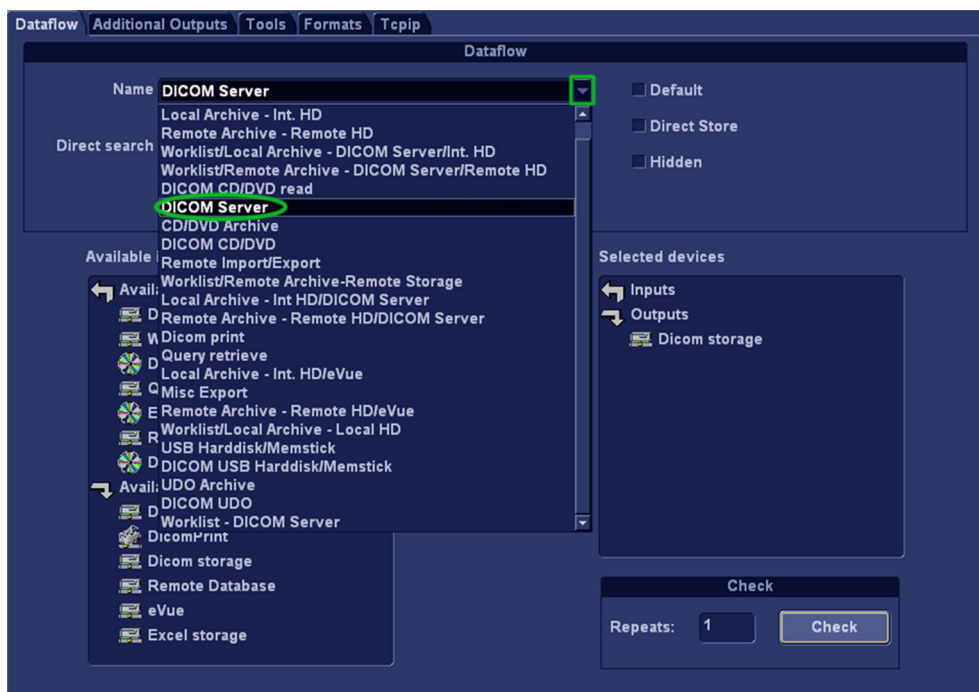 Dataflow Additional Outputs Tools Formats Tcpip
Dataflow
Name DICOM Server
Default
Direct Store
Hidden
Direct search
Local Archive - Int. HD
Remote Archive - Remote HD
Worklist/Local Archive - DICOM Server/Int. HD
Worklist/Remote Archive - DICOM Server/Remote HD
DICOM CD/DVD read
DICOM Server
CD/DVD Archive
DICOM CD/DVD
Remote Import/Export
Worklist/Remote Archive-Remote Storage
Local Archive - Int HD/DICOM Server
Remote Archive - Remote HD/DICOM Server
Dicom print
Query retrieve
Local Archive - Int. HD/eVue
Misc Export
Remote Archive - Remote HD/eVue
Worklist/Local Archive - Local HD
USB Harddisk/Memstick
DICOM USB Harddisk/Memstick
UDO Archive
DICOM UDO
Worklist - DICOM Server
Available
D
W
D
Q
E
R
D
D
DicomPrint
Dicom storage
Remote Database
eVue
Excel storage
Selected devices
Inputs
Outputs
Dicom storage
Check
Repeats: 1 Check